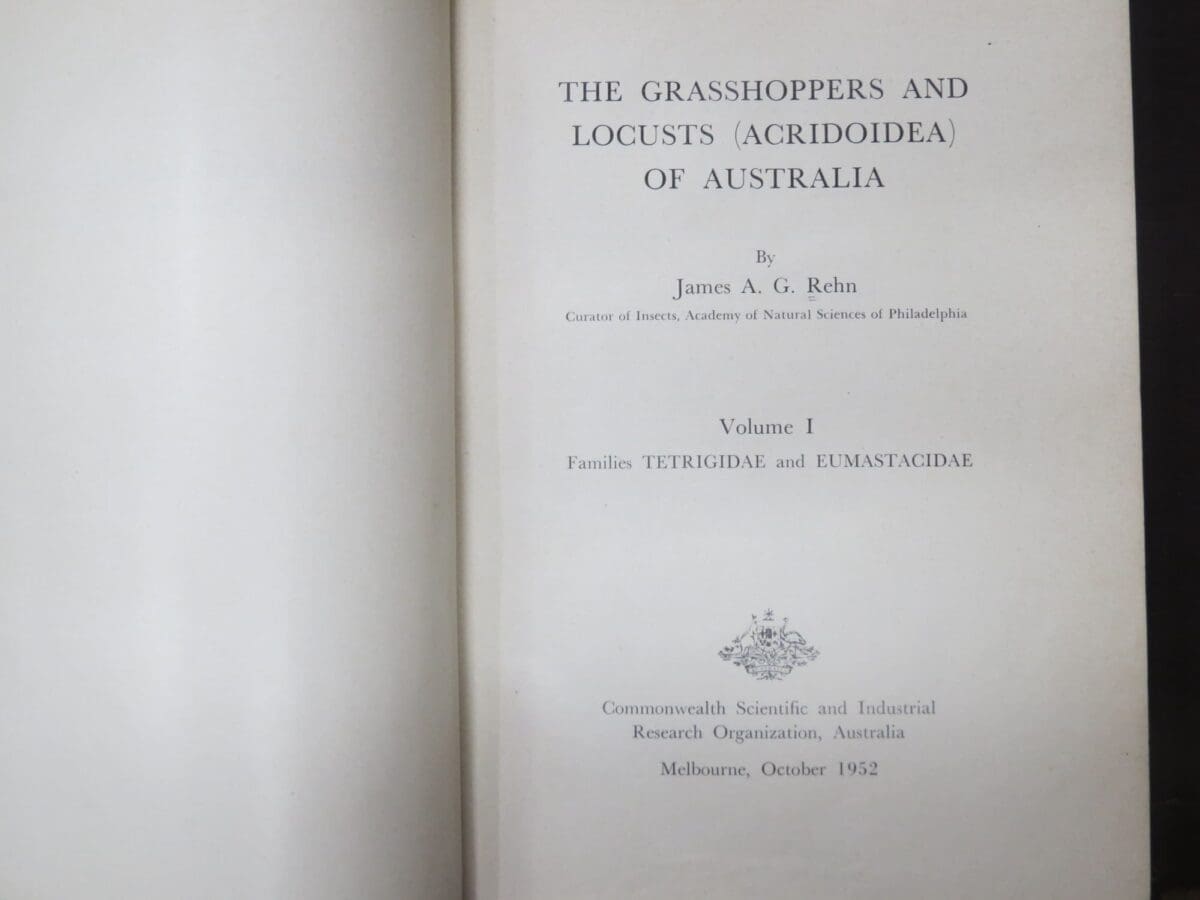 THE GRASSHOPPERS AND
LOCUSTS (ACRIDOIDEA)
OF AUSTRALIA
By
James A. G. Rehn
Curator of Insects, Academy of Natural Sciences of Philadelphia
Volume I
Families TETRIGIDAE and EUMASTACIDAE
Commonwealth Scientific and Industrial
Research Organization, Australia
Melbourne, October 1952